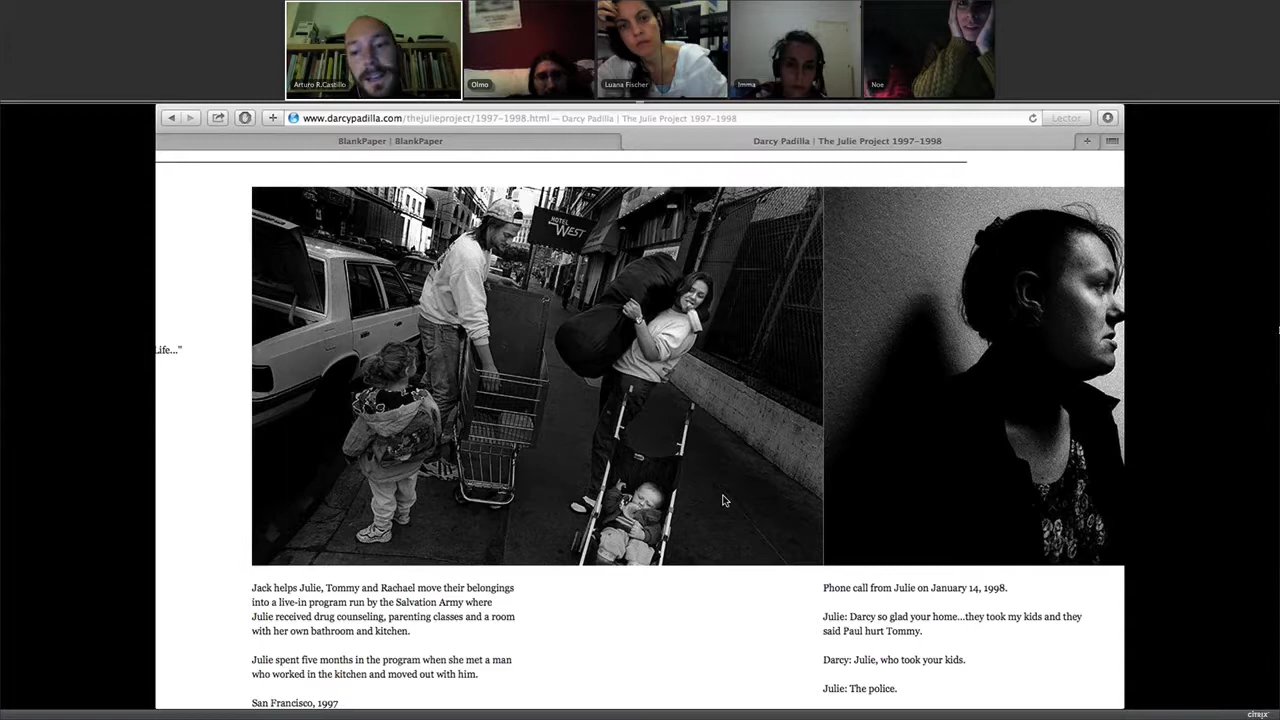 Arturo R.Castillo
Olmo
Luana Fischer
Imma
Noe
www.darcypadilla.com/thejulieproject/1997-1998.html — Darcy Padilla | The Julie Project 1997-1998
Lector
BlankPaper | BlankPaper
Darcy Padilla | The Julie Project 1997-1998
HOTEL
WEST
Life..."
Jack helps Julie, Tommy and Rachael move their belongings
into a live-in program run by the Salvation Army where
Julie received drug counseling, parenting classes and a room
with her own bathroom and kitchen.
Julie spent five months in the program when she met a man
who worked in the kitchen and moved out with him.
San Francisco, 1997
Phone call from Julie on January 14, 1998.
Julie: Darcy so glad your home...they took my kids and they
said Paul hurt Tommy.
Darcy: Julie, who took your kids.
Julie: The police.
CITRIX